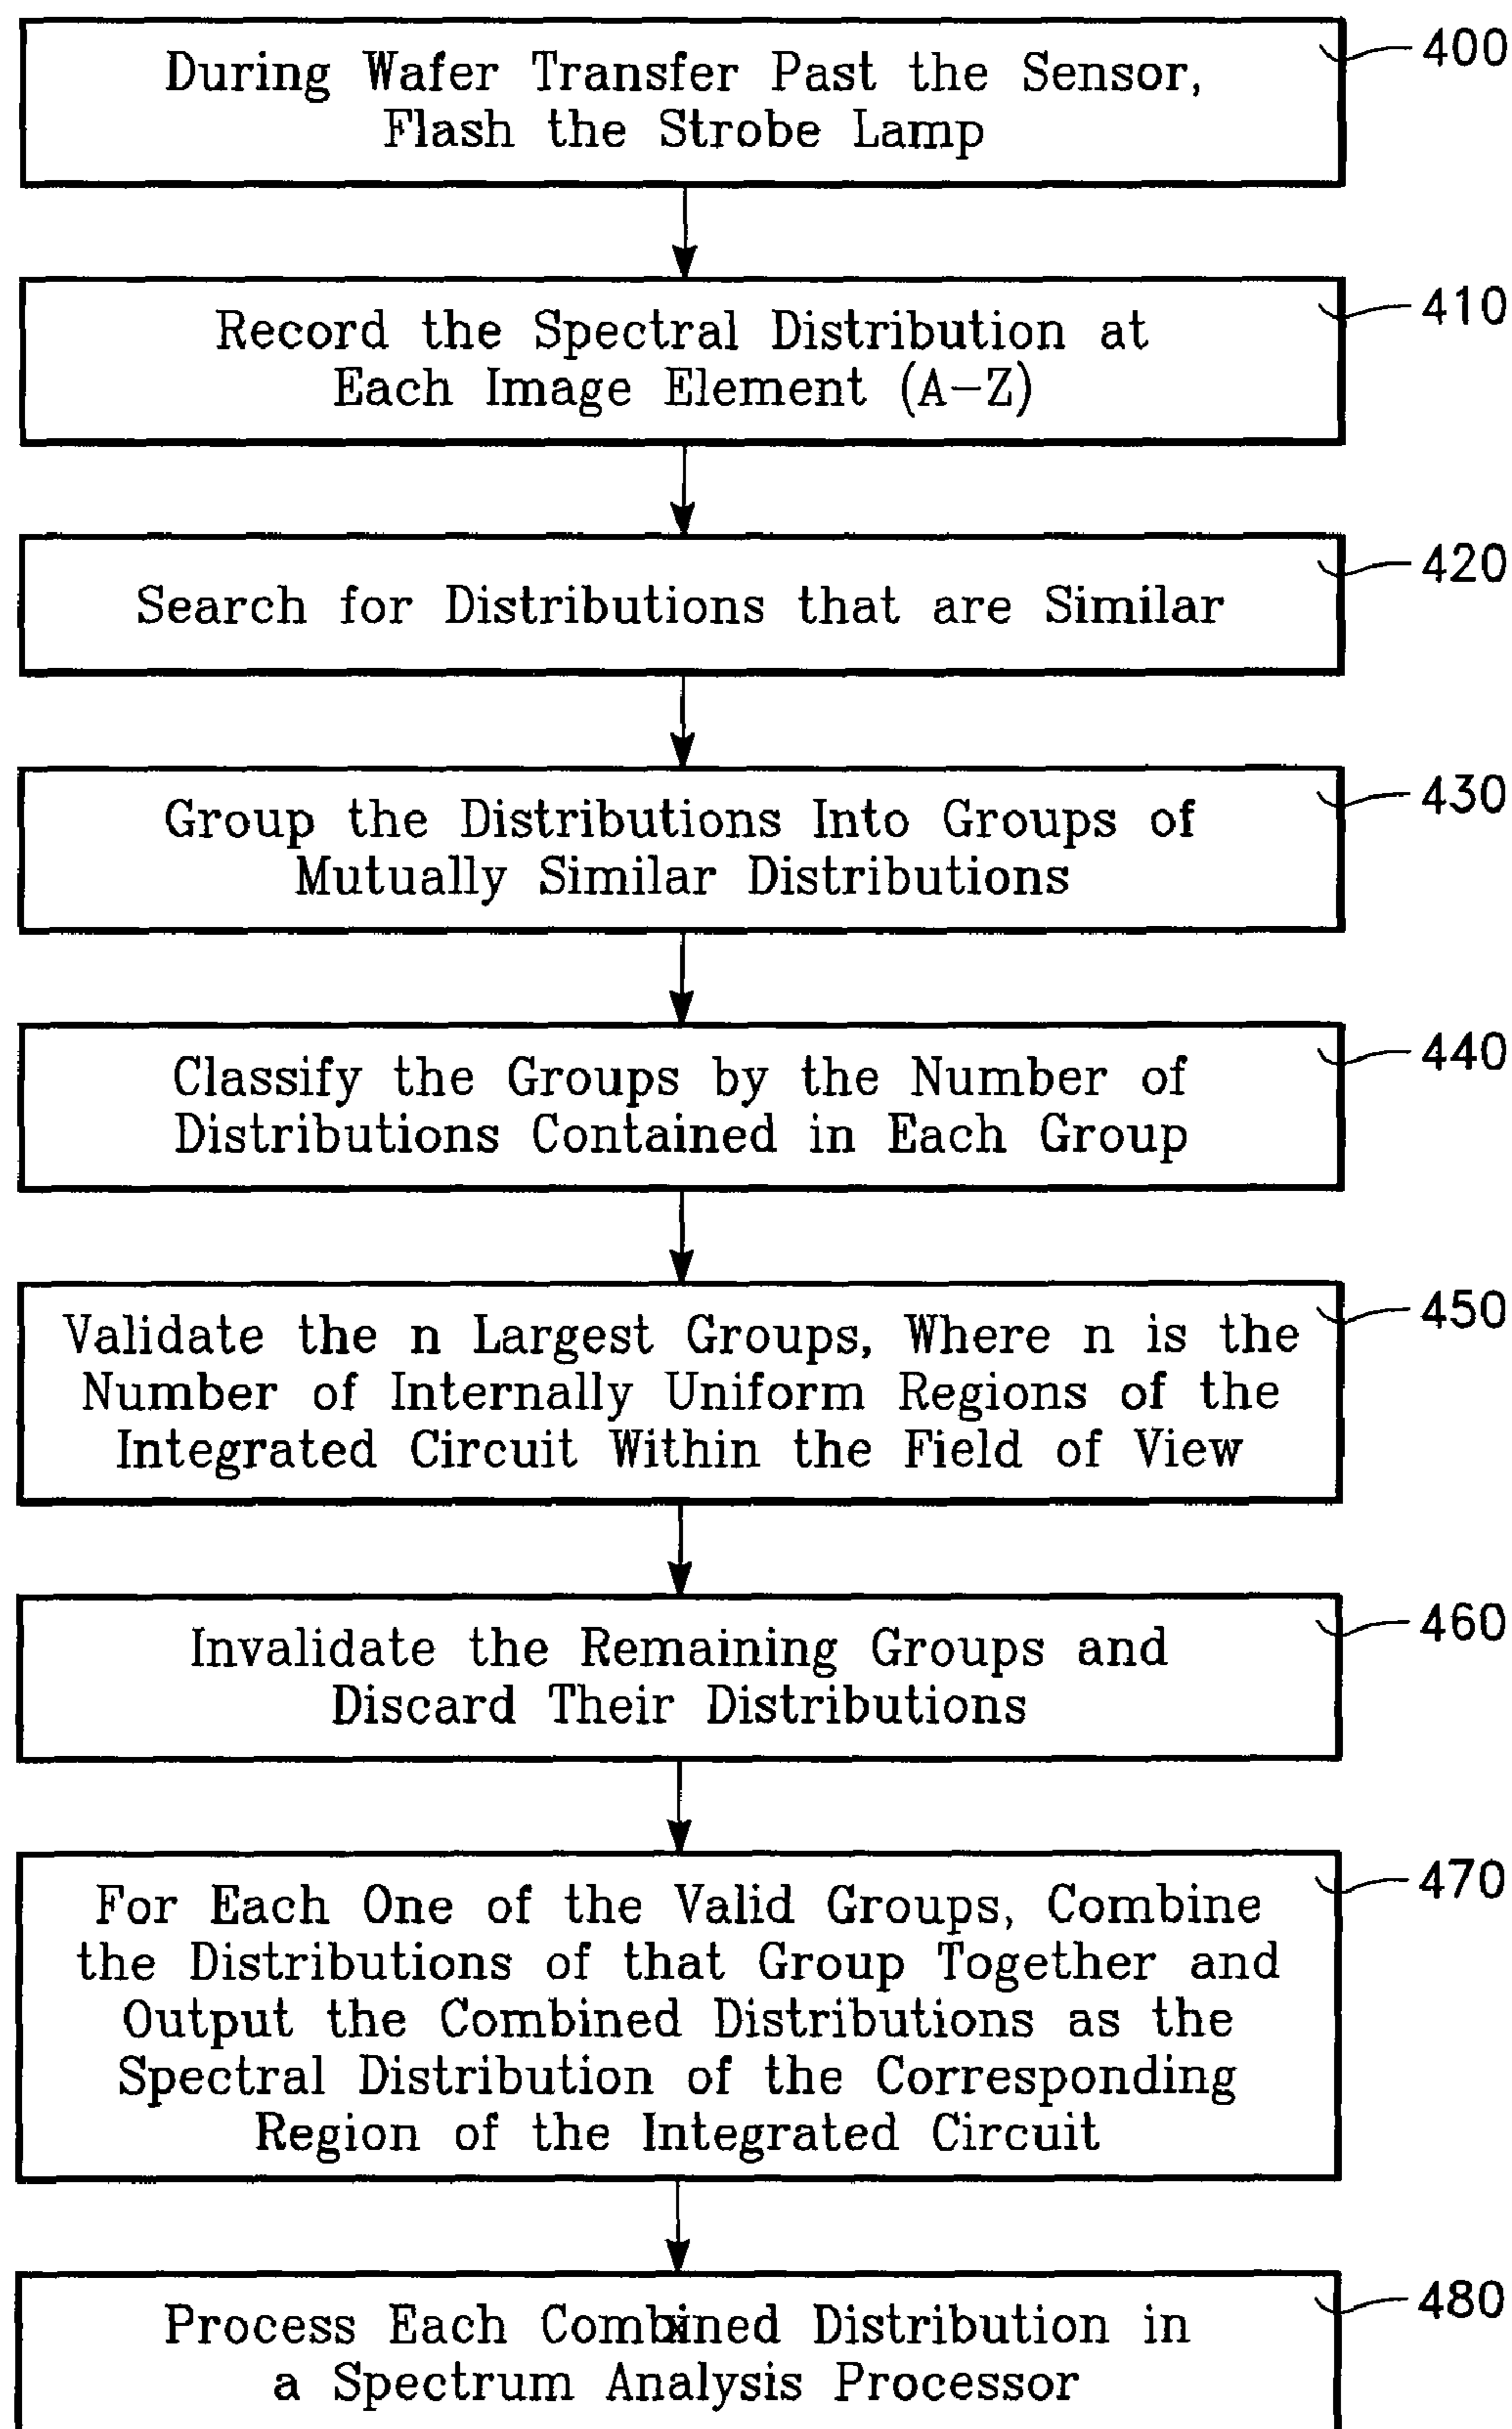 During Wafer Transfer Past the Sensor,
Flash the Strobe Lamp
400
Record the Spectral Distribution at
Each Image Element (A-Z)
410
Search for Distributions that are Similar
420
Group the Distributions Into Groups of
Mutually Similar Distributions
430
Classify the Groups by the Number of
Distributions Contained in Each Group
440
Validate the n Largest Groups, Where n is the
Number of Internally Uniform Regions of the
Integrated Circuit Within the Field of View
450
Invalidate the Remaining Groups and
Discard Their Distributions
460
For Each One of the Valid Groups, Combine
the Distributions of that Group Together and
Output the Combined Distributions as the
Spectral Distribution of the Corresponding
Region of the Integrated Circuit
470
Process Each Combined Distribution in
a Spectrum Analysis Processor
480